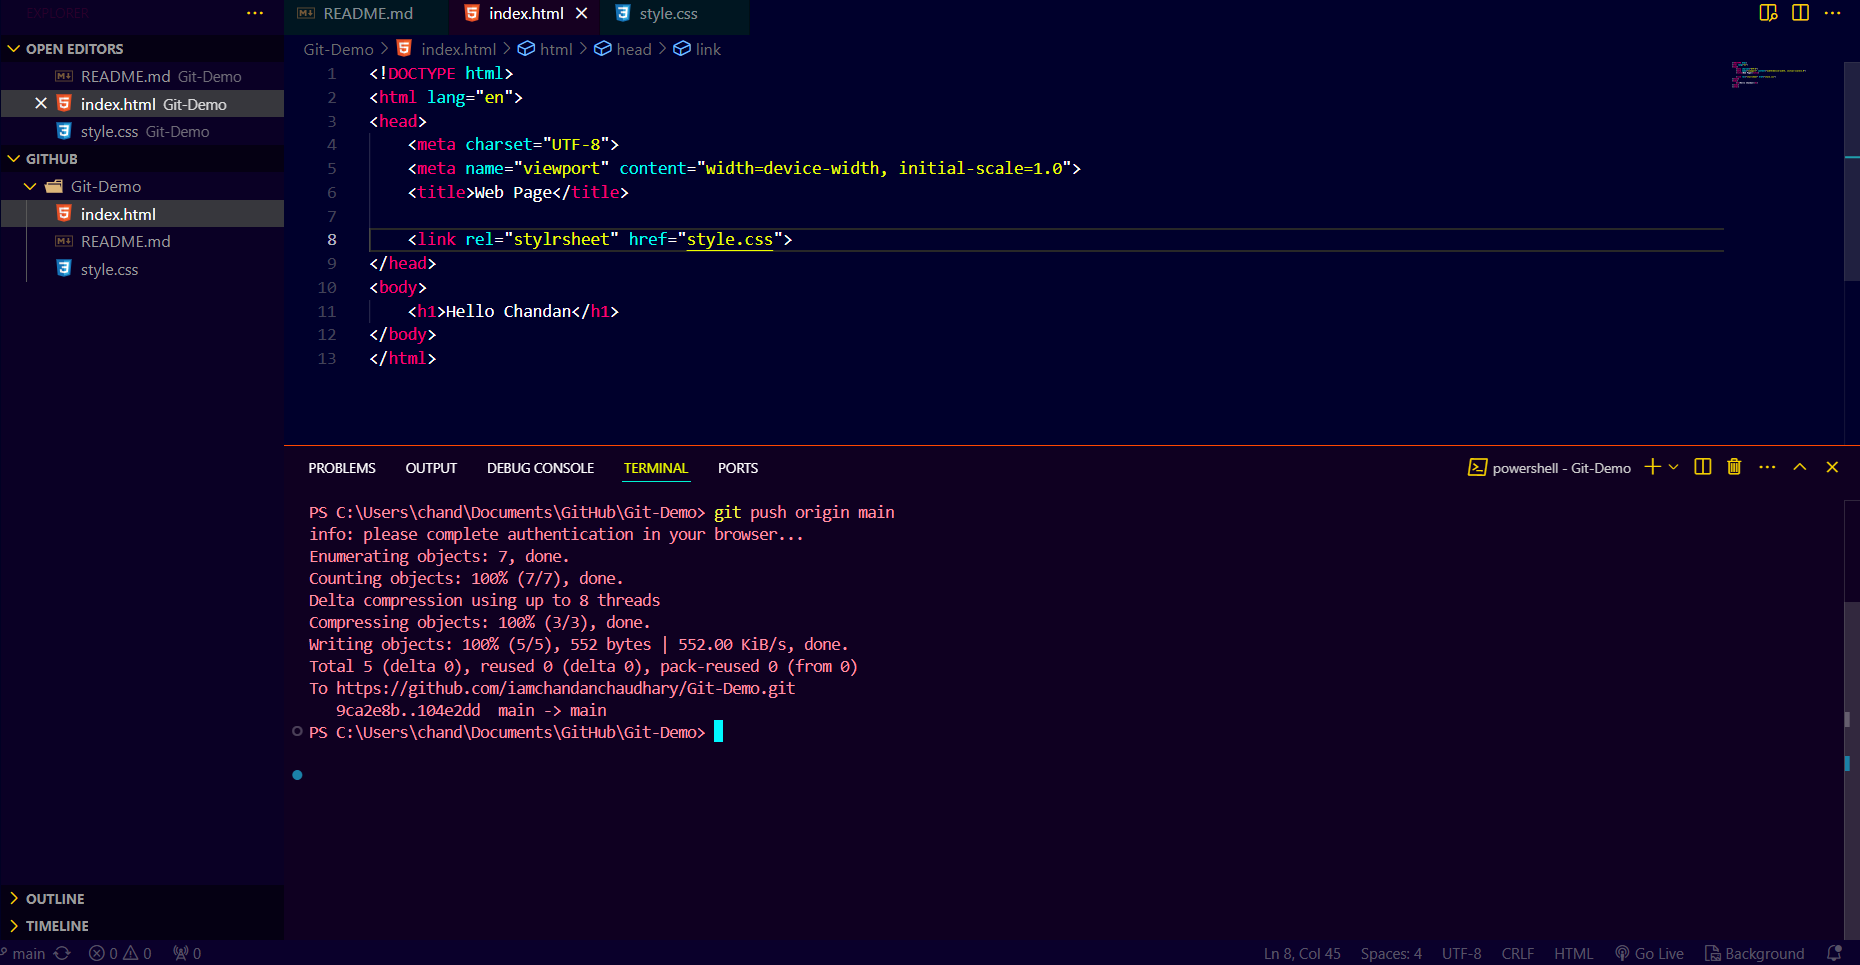 EXPLORER
README.md
index.html
style.css
OPEN EDITORS
README.md Git-Demo
index.html Git-Demo
style.css Git-Demo
GITHUB
Git-Demo
index.html
README.md
style.css
OUTLINE
TIMELINE
Git-Demo > index.html > html > head > link
1 <!DOCTYPE html>
2 <html lang="en">
3 <head>
4 <meta charset="UTF-8">
5 <meta name="viewport" content="width=device-width, initial-scale=1.0">
6 <title>Web Page</title>
7
8 <link rel="stylrsheet" href="style.css">
9 </head>
10 <body>
11 <h1>Hello Chandan</h1>
12 </body>
13 </html>
PROBLEMS OUTPUT DEBUG CONSOLE TERMINAL PORTS
powershell - Git-Demo
PS C:\Users\chand\Documents\GitHub\Git-Demo> git push origin main
info: please complete authentication in your browser...
Enumerating objects: 7, done.
Counting objects: 100% (7/7), done.
Delta compression using up to 8 threads
Compressing objects: 100% (3/3), done.
Writing objects: 100% (5/5), 552 bytes | 552.00 KiB/s, done.
Total 5 (delta 0), reused 0 (delta 0), pack-reused 0 (from 0)
To https://github.com/iamchandanchaudhary/Git-Demo.git
9ca2e8b..104e2dd main -> main
PS C:\Users\chand\Documents\GitHub\Git-Demo>
main 0 0 0
Ln 8, Col 45 Spaces: 4 UTF-8 CRLF HTML Go Live Background